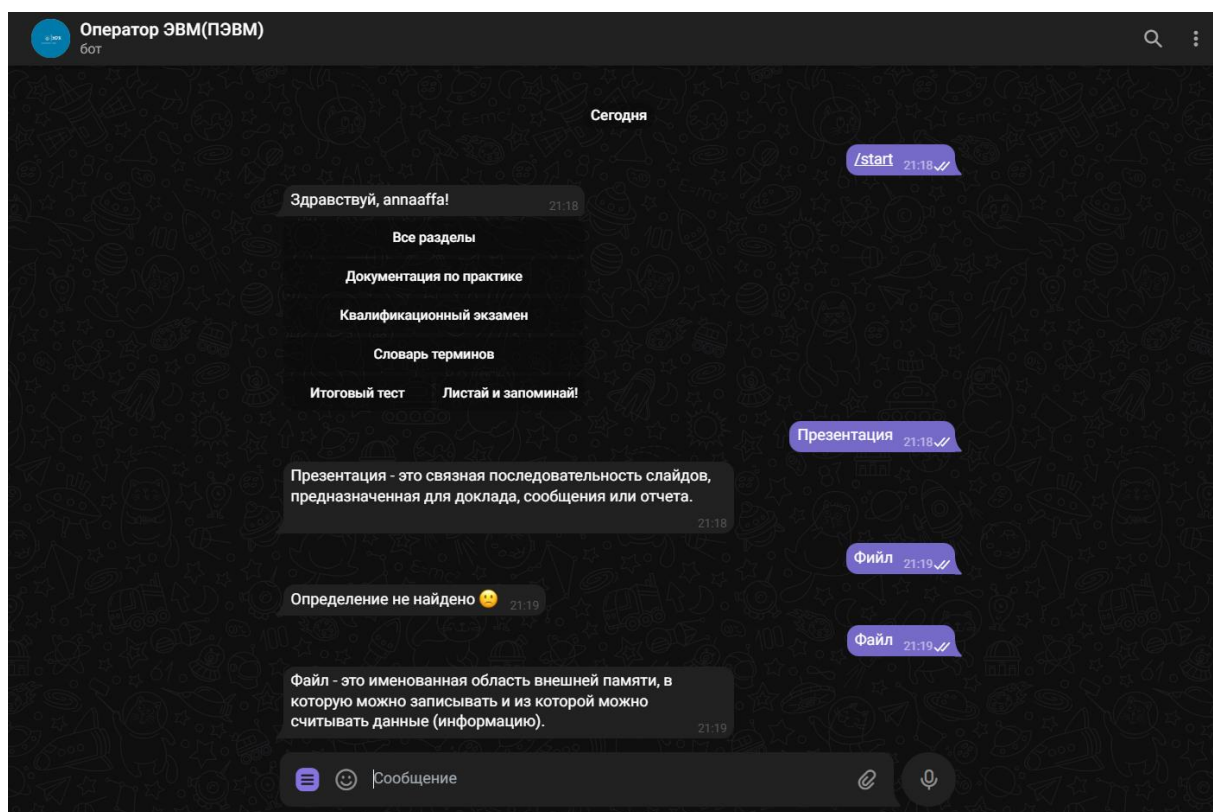 Оператор ЭВМ(ПЭВМ)
бот
Сегодня
/start 21:18
Здравствуй, annaaffa! 21:18
Все разделы
Документация по практике
Квалификационный экзамен
Словарь терминов
Итоговый тест Листай и запоминай!
Презентация 21:18
Презентация - это связная последовательность слайдов,
предназначенная для доклада, сообщения или отчета.
21:18
Фийл 21:19
Определение не найдено 🙁 21:19
Файл 21:19
Файл - это именованная область внешней памяти, в
которую можно записывать и из которой можно
считывать данные (информацию). 21:19
Сообщение